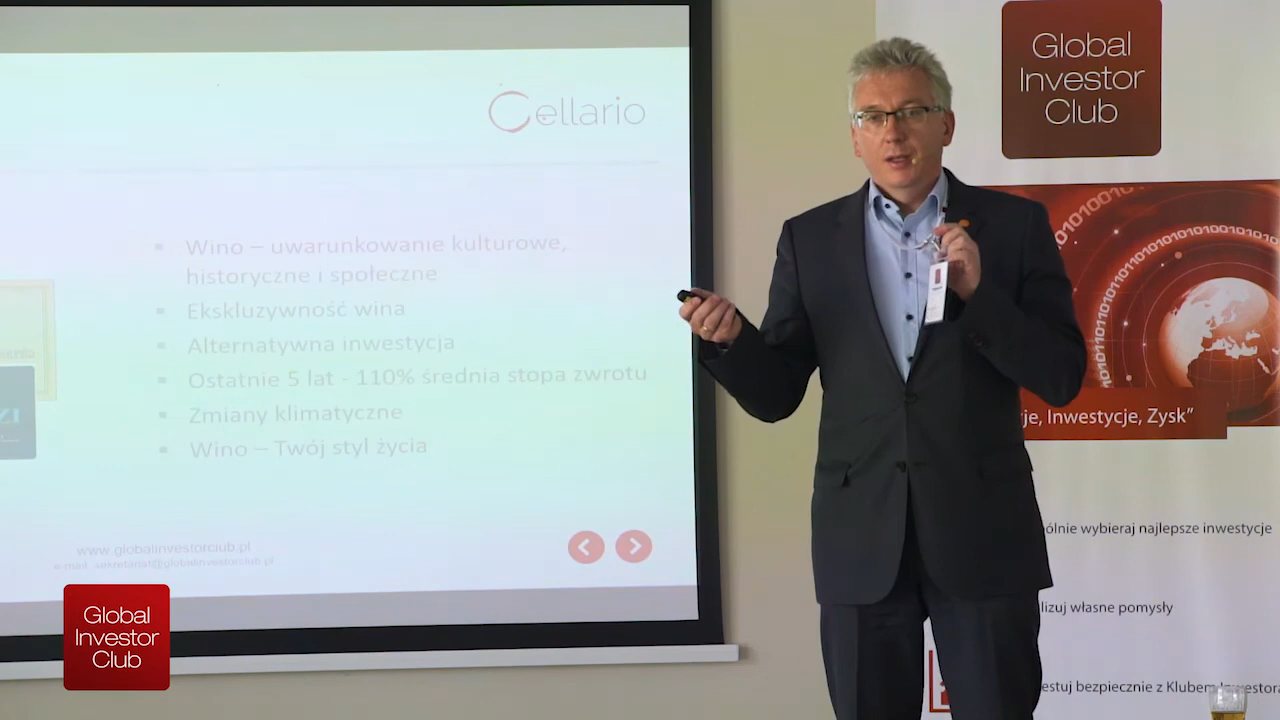 Cellario
Wino – uwarunkowanie kulturowe,
historyczne i społeczne
Ekskluzywność wina
Alternatywna inwestycja
Ostatnie 5 lat - 110% średnia stopa zwrotu
Zmiany klimatyczne
Wino – Twój styl życia
www.globalinvestorclub.pl
e-mail: sekretariat@globalinvestorclub.pl
Global
Investor
Club
Global
Investor
Club
je, Inwestycje, Zysk”
ólnie wybieraj najlepsze inwestycje
lizuj własne pomysły
estuj bezpiecznie z Klubem Inwestora